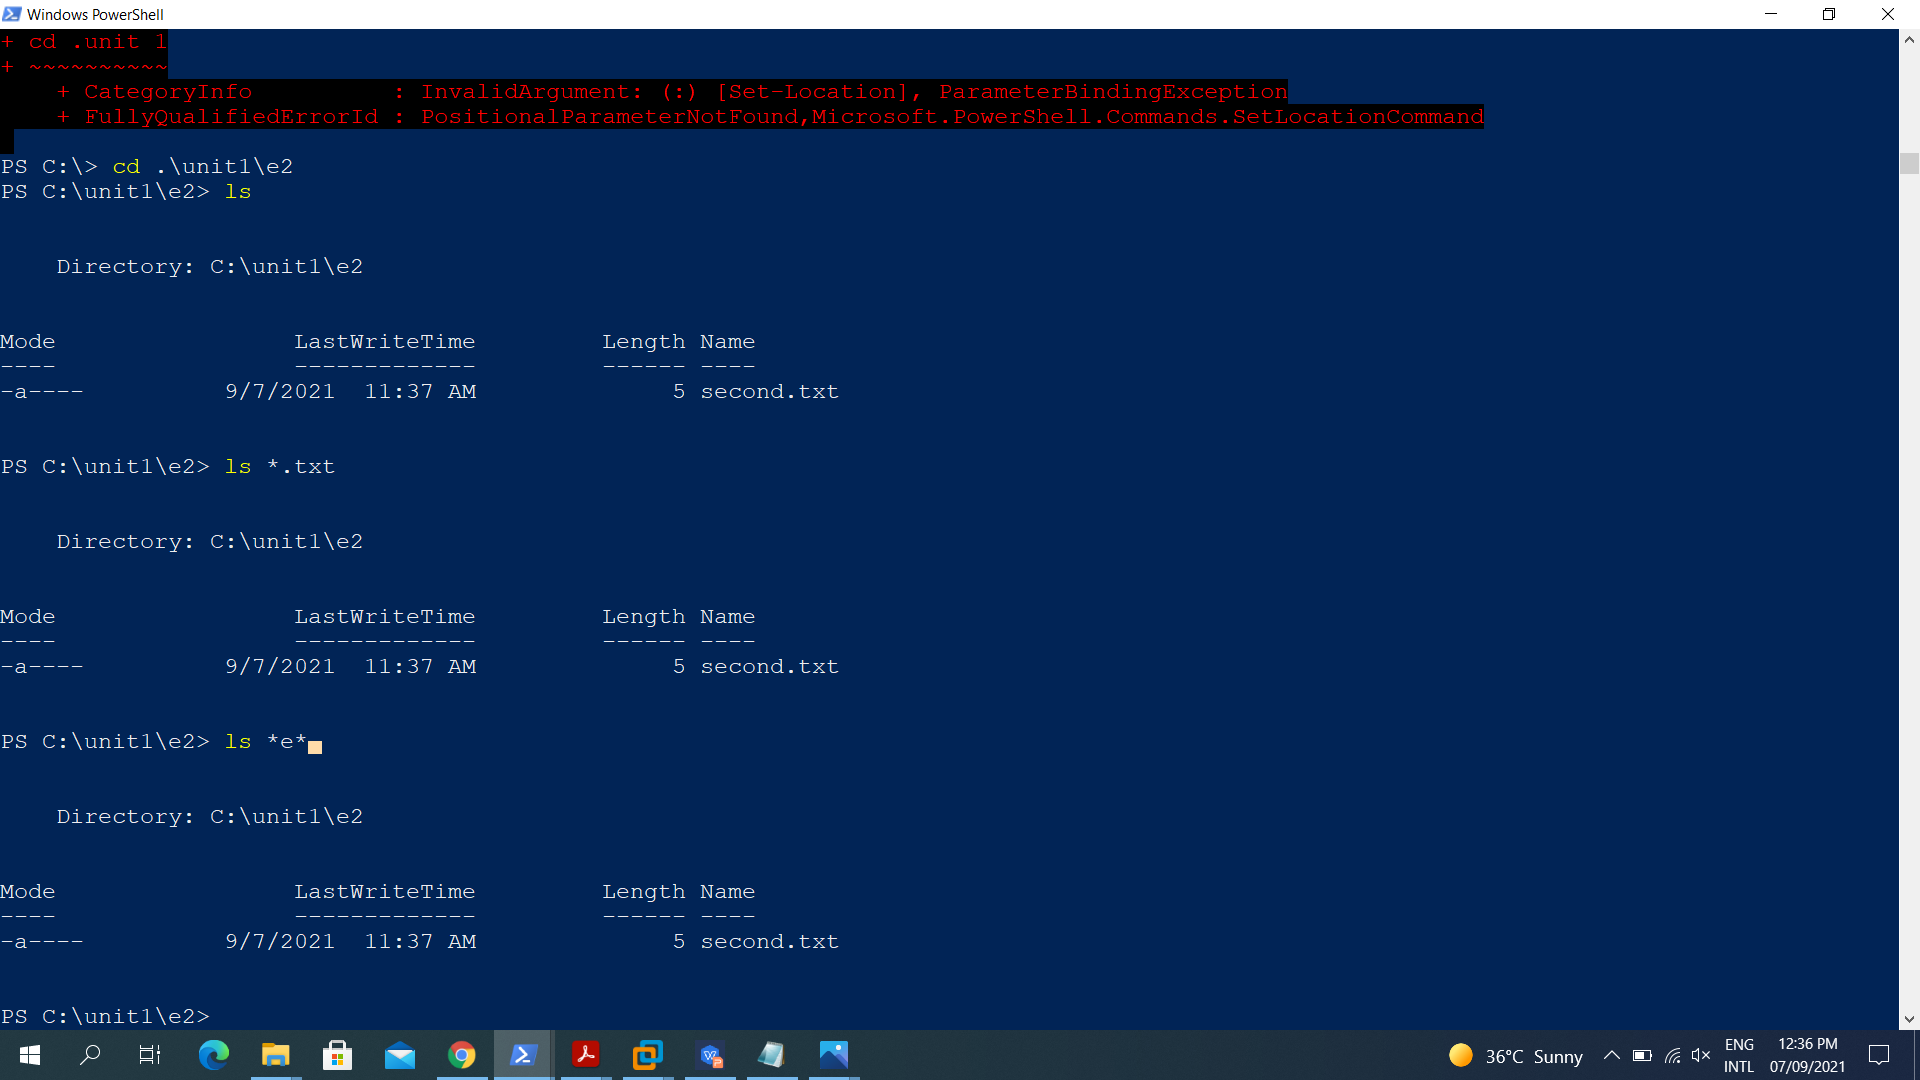 Windows PowerShell
+ cd .unit 1
+ ~~~~~~~~~~
    + CategoryInfo          : InvalidArgument: (:) [Set-Location], ParameterBindingException
    + FullyQualifiedErrorId : PositionalParameterNotFound,Microsoft.PowerShell.Commands.SetLocationCommand
PS C:\> cd .\unit1\e2
PS C:\unit1\e2> ls
    Directory: C:\unit1\e2
Mode                 LastWriteTime         Length Name
----                 -------------         ------ ----
-a----          9/7/2021  11:37 AM              5 second.txt
PS C:\unit1\e2> ls *.txt
    Directory: C:\unit1\e2
Mode                 LastWriteTime         Length Name
----                 -------------         ------ ----
-a----          9/7/2021  11:37 AM              5 second.txt
PS C:\unit1\e2> ls *e*
    Directory: C:\unit1\e2
Mode                 LastWriteTime         Length Name
----                 -------------         ------ ----
-a----          9/7/2021  11:37 AM              5 second.txt
PS C:\unit1\e2>
36°C Sunny
ENG
INTL
12:36 PM
07/09/2021